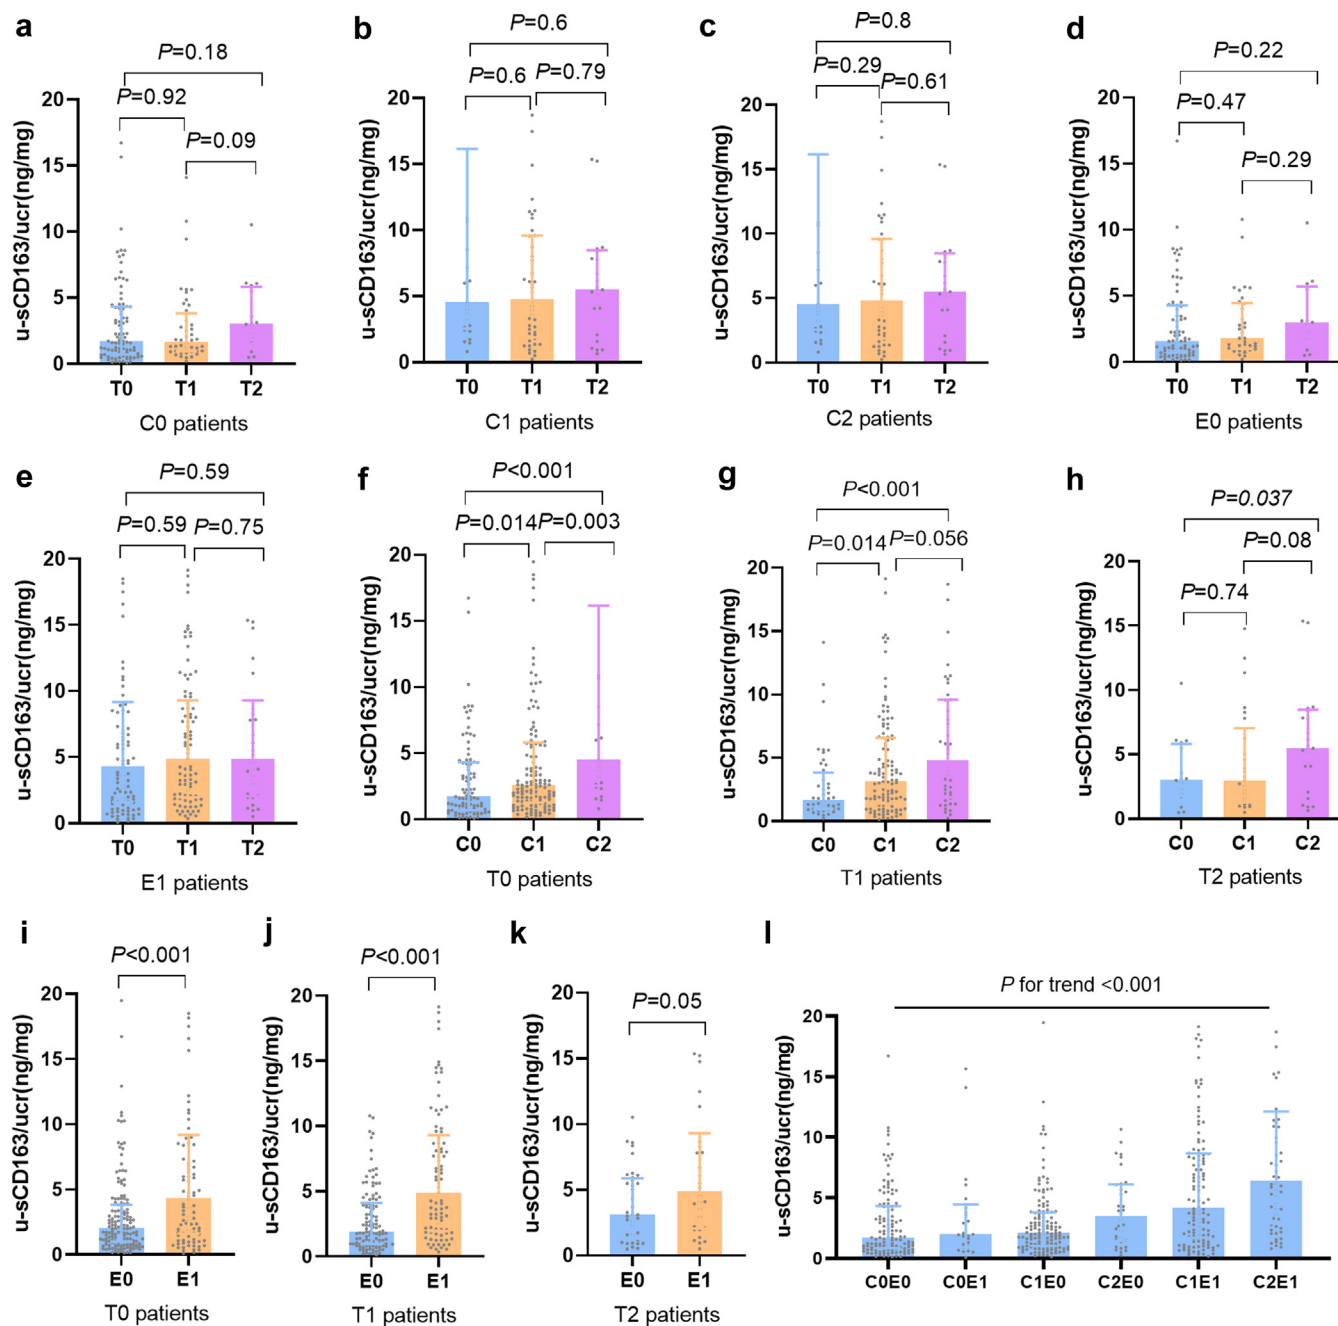 a
P=0.18
P=0.92
P=0.09
u-sCD163/ucr(ng/mg)
20
15
10
5
0
T0 T1 T2
C0 patients
b
P=0.6
P=0.6 P=0.79
u-sCD163/ucr(ng/mg)
20
15
10
5
0
T0 T1 T2
C1 patients
c
P=0.8
P=0.29
P=0.61
u-sCD163/ucr(ng/mg)
20
15
10
5
0
T0 T1 T2
C2 patients
d
P=0.22
P=0.47
P=0.29
u-sCD163/ucr(ng/mg)
20
15
10
5
0
T0 T1 T2
E0 patients
e
P=0.59
P=0.59 P=0.75
u-sCD163/ucr(ng/mg)
20
15
10
5
0
T0 T1 T2
E1 patients
f
P<0.001
P=0.014 P=0.003
u-sCD163/ucr(ng/mg)
20
15
10
5
0
C0 C1 C2
T0 patients
g
P<0.001
P=0.014 P=0.056
u-sCD163/ucr(ng/mg)
20
15
10
5
0
C0 C1 C2
T1 patients
h
P=0.037
P=0.08
P=0.74
u-sCD163/ucr(ng/mg)
20
15
10
5
0
C0 C1 C2
T2 patients
i
P<0.001
u-sCD163/ucr(ng/mg)
20
15
10
5
0
E0 E1
T0 patients
j
P<0.001
u-sCD163/ucr(ng/mg)
20
15
10
5
0
E0 E1
T1 patients
k
P=0.05
u-sCD163/ucr(ng/mg)
20
15
10
5
0
E0 E1
T2 patients
l
P for trend <0.001
u-sCD163/ucr(ng/mg)
20
15
10
5
0
C0E0 C0E1 C1E0 C2E0 C1E1 C2E1